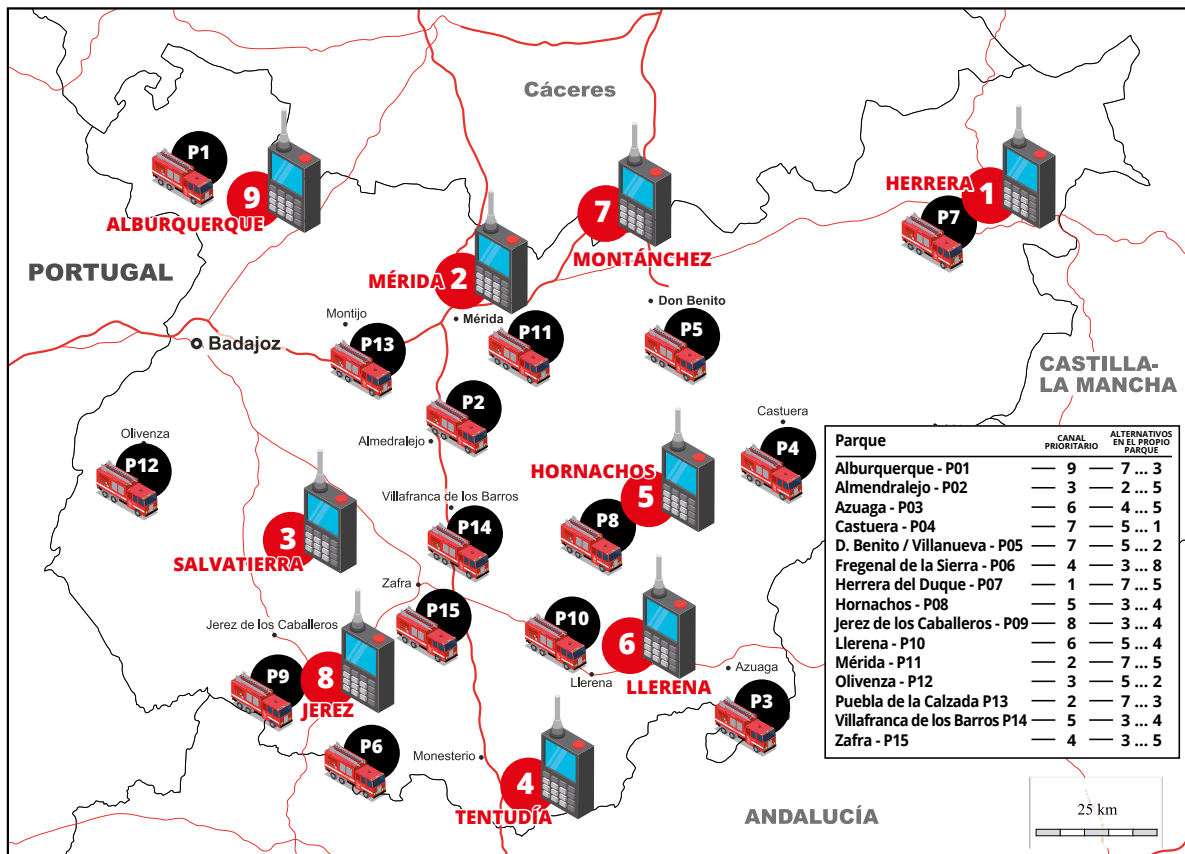 Cáceres
P1
9
ALBURQUERQUE
7
MONTÁNCHEZ
HERRERA
1
P7
PORTUGAL
MÉRIDA
2
Mérida
Don Benito
Montijo
P13
P11
P5
Badajoz
CASTILLA-
LA MANCHA
P2
Almedralejo
Castuera
P4
Olivenza
P12
HORNACHOS
5
Villafranca de los Barros
P14
P8
3
SALVATIERRA
Zafra
P15
P10
Llerena
6
LLERENA
Azuaga
P3
Jerez de los Caballeros
P9
8
JEREZ
P6
Monesterio
4
TENTUDÍA
ANDALUCÍA
Parque CANAL PRIORITARIO ALTERNATIVOS EN EL PROPIO PARQUE
Alburquerque - P01 — 9 — 7 ... 3
Almendralejo - P02 — 3 — 2 ... 5
Azuaga - P03 — 6 — 4 ... 5
Castuera - P04 — 7 — 5 ... 1
D. Benito / Villanueva - P05 — 7 — 5 ... 2
Fregenal de la Sierra - P06 — 4 — 3 ... 8
Herrera del Duque - P07 — 1 — 7 ... 5
Hornachos - P08 — 5 — 3 ... 4
Jerez de los Caballeros - P09 — 8 — 3 ... 4
Llerena - P10 — 6 — 5 ... 4
Mérida - P11 — 2 — 7 ... 5
Olivenza - P12 — 3 — 5 ... 2
Puebla de la Calzada P13 — 2 — 7 ... 3
Villafranca de los Barros P14 — 5 — 3 ... 4
Zafra - P15 — 4 — 3 ... 5
25 km